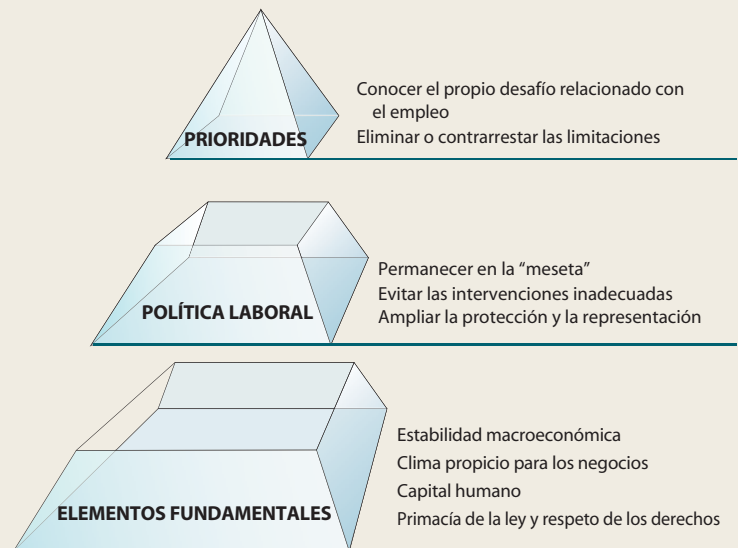 PRIORIDADES
Conocer el propio desafío relacionado con
el empleo
Eliminar o contrarrestar las limitaciones
POLÍTICA LABORAL
Permanecer en la “meseta”
Evitar las intervenciones inadecuadas
Ampliar la protección y la representación
ELEMENTOS FUNDAMENTALES
Estabilidad macroeconómica
Clima propicio para los negocios
Capital humano
Primacía de la ley y respeto de los derechos